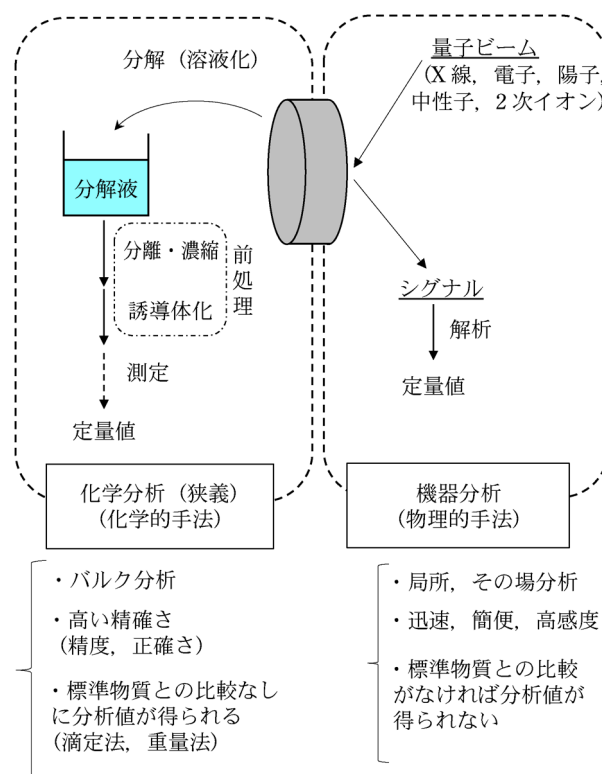 分解（溶液化）
分解液
分離・濃縮
誘導体化
前処理
測定
定量値
化学分析（狭義）
(化学的手法)
・バルク分析
・高い精確さ
(精度，正確さ)
・標準物質との比較なし
に分析値が得られる
(滴定法，重量法)
量子ビーム
(X 線，電子，陽子，
中性子，2 次イオン)
シグナル
解析
定量値
機器分析
(物理的手法)
・局所，その場分析
・迅速，簡便，高感度
・標準物質との比較
がなければ分析値が
得られない